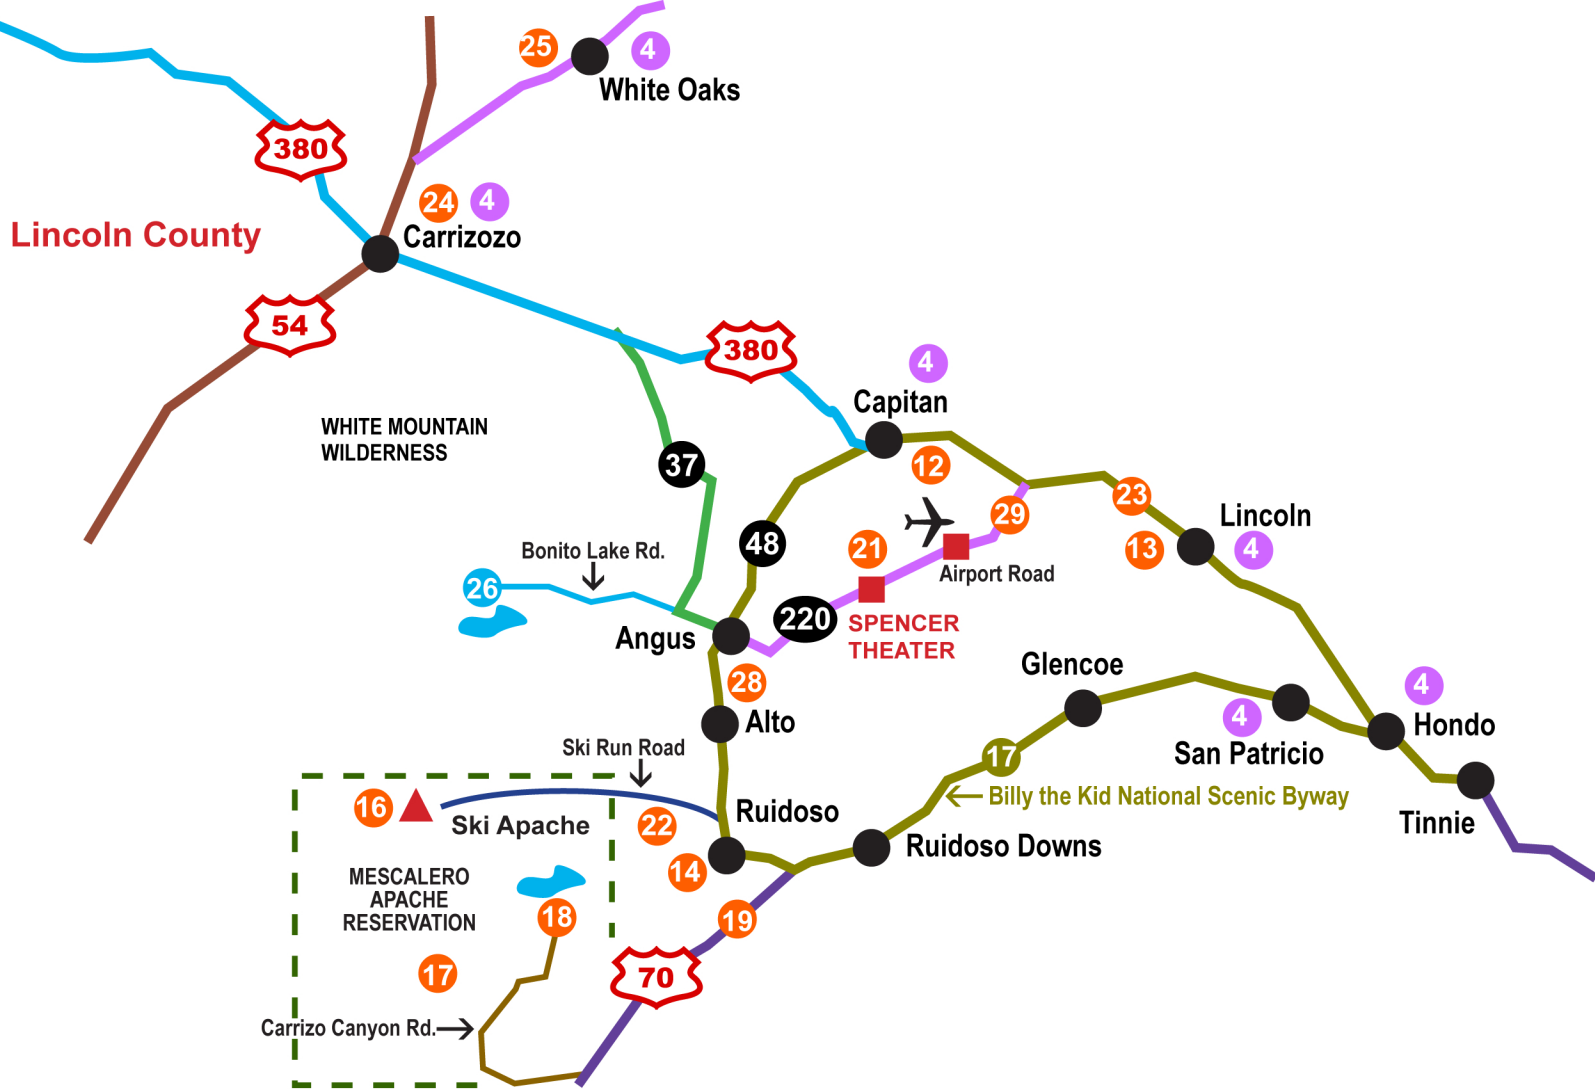 25
4
White Oaks
380
24
4
Carrizozo
Lincoln County
54
380
4
Capitan
WHITE MOUNTAIN
WILDERNESS
37
12
23
29
Lincoln
48
21
13
4
Bonito Lake Rd.
Airport Road
26
220
SPENCER
THEATER
Angus
Glencoe
28
4
Alto
4
Hondo
San Patricio
Ski Run Road
17
Billy the Kid National Scenic Byway
16
Ski Apache
22
Ruidoso
Tinnie
Ruidoso Downs
14
MESCALERO
APACHE
RESERVATION
18
19
17
70
Carrizo Canyon Rd.